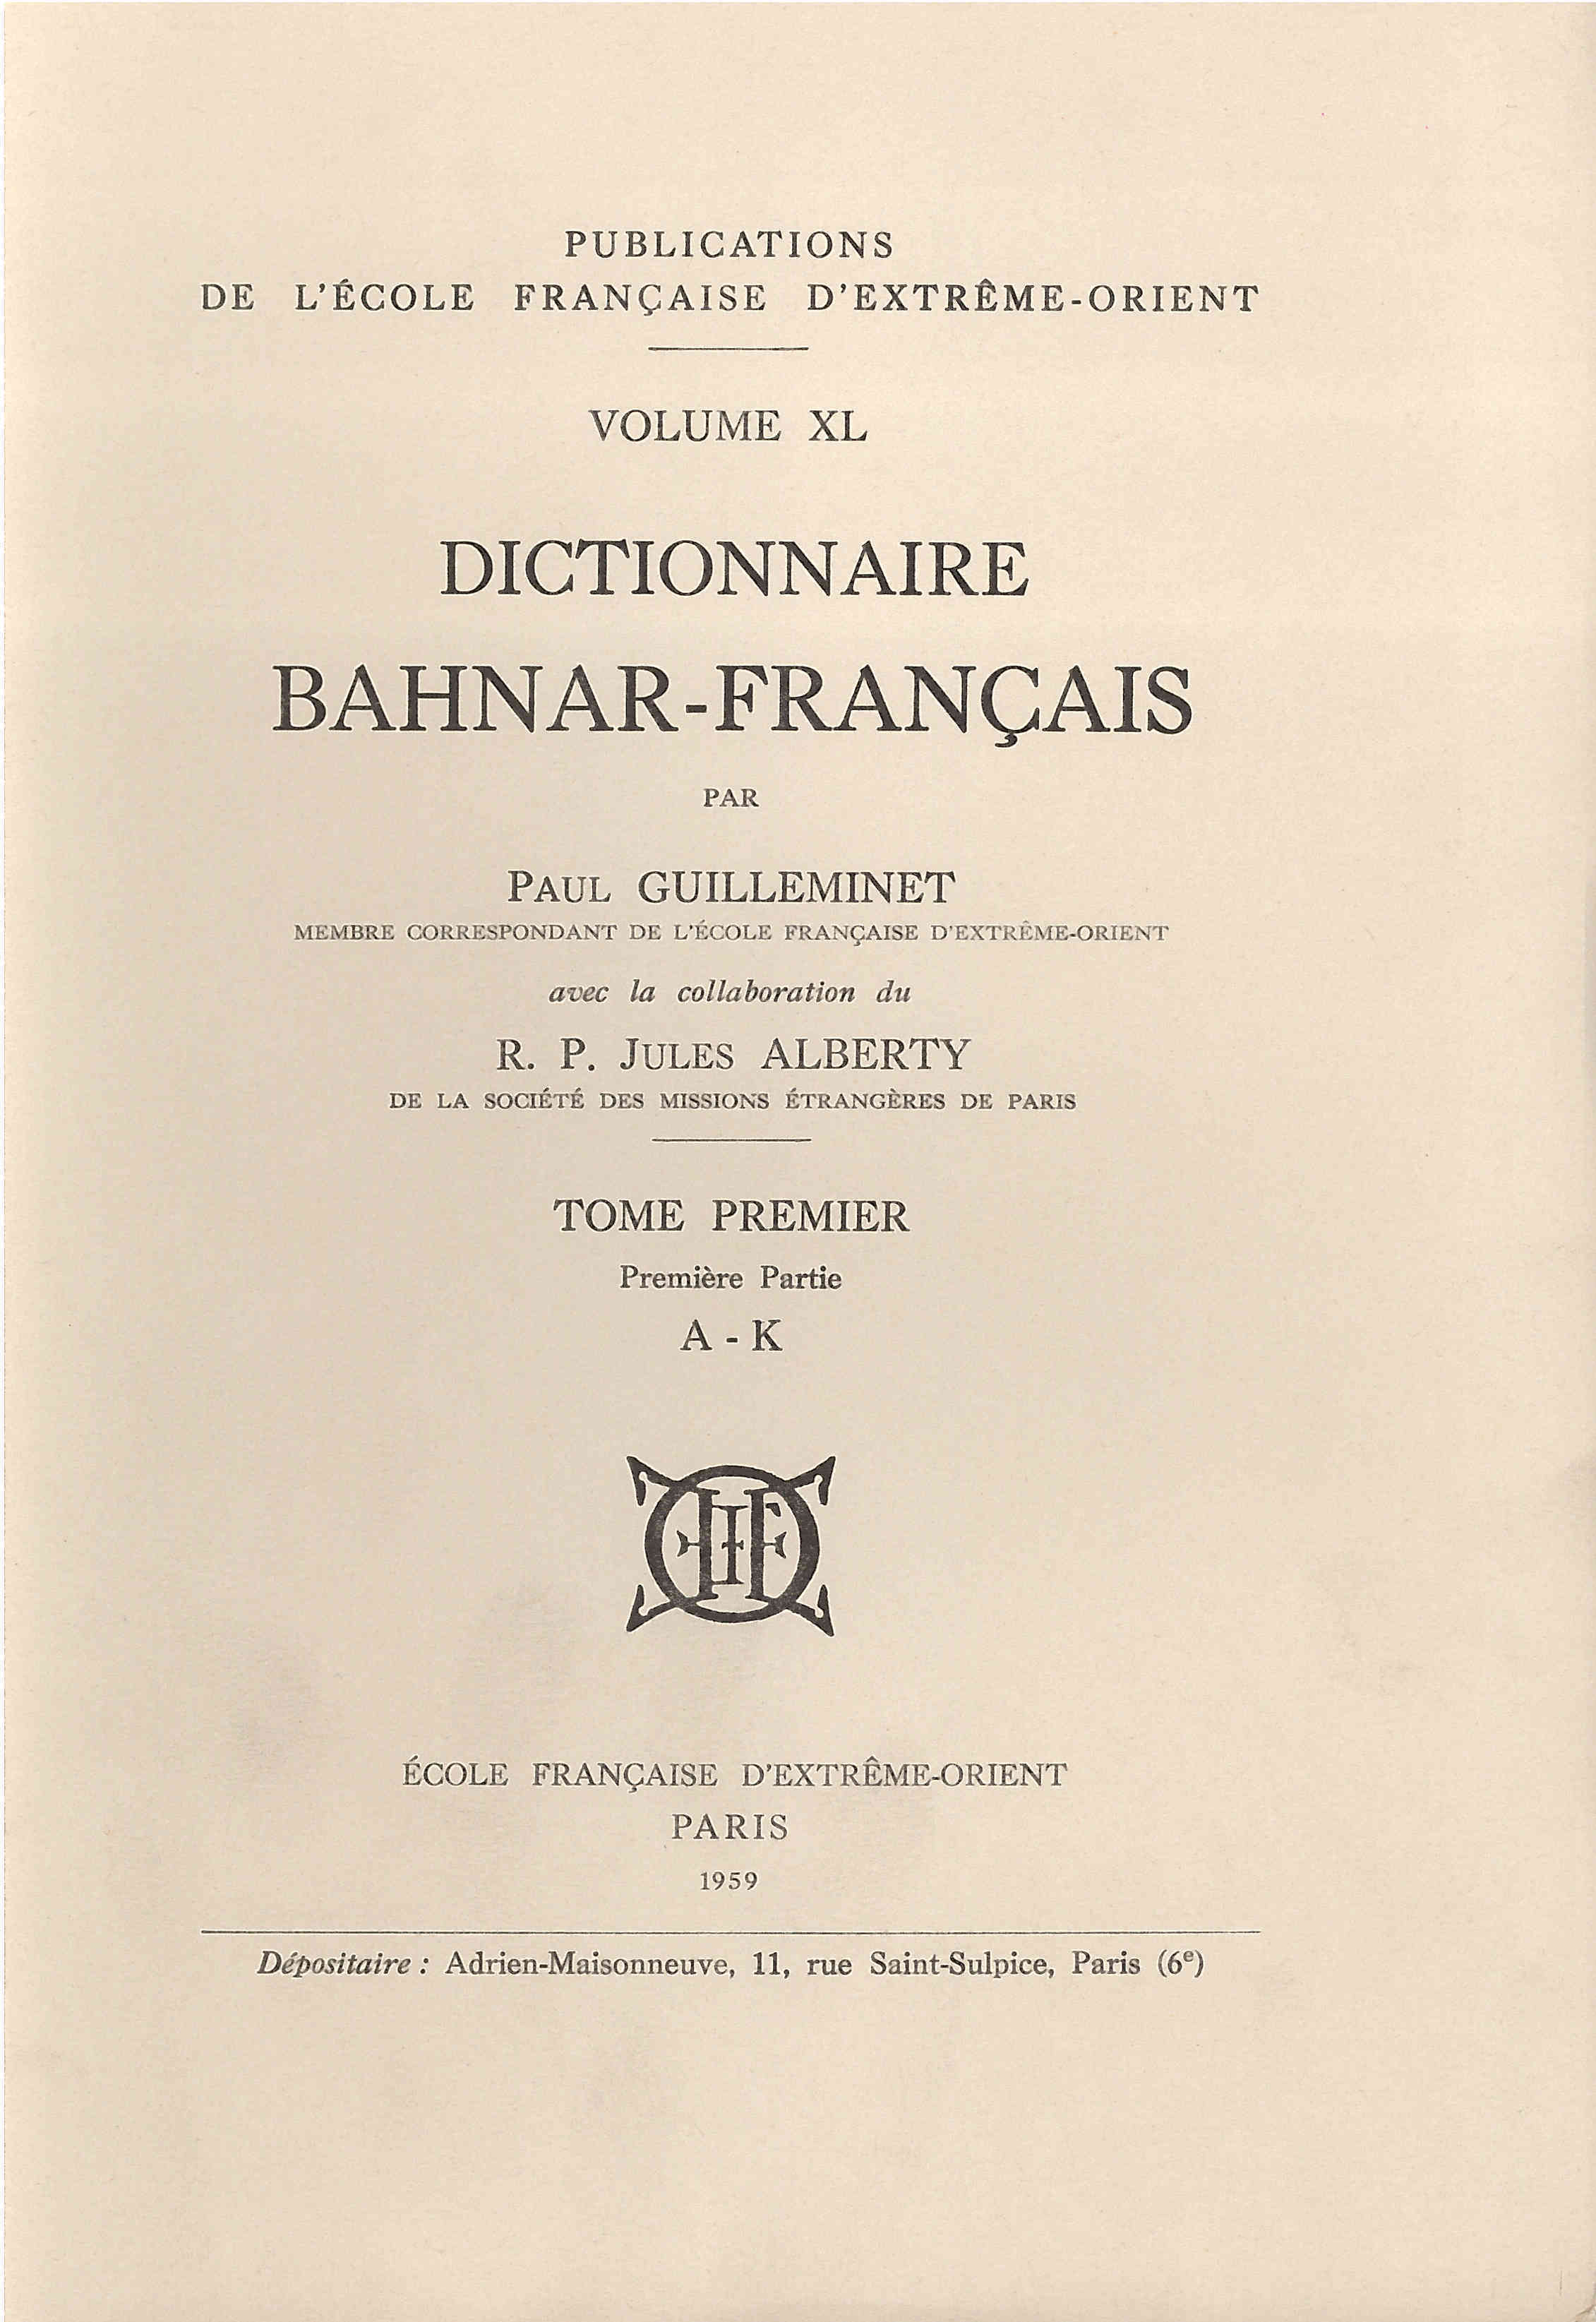 PUBLICATIONS
DE L'ÉCOLE FRANÇAISE D'EXTRÊME-ORIENT
VOLUME XL
DICTIONNAIRE
BAHNAR-FRANÇAIS
PAR
PAUL GUILLEMINET
MEMBRE CORRESPONDANT DE L'ÉCOLE FRANÇAISE D'EXTRÊME-ORIENT
avec la collaboration du
R. P. JULES ALBERTY
DE LA SOCIÉTÉ DES MISSIONS ÉTRANGÈRES DE PARIS
TOME PREMIER
Première Partie
A - K
ÉCOLE FRANÇAISE D'EXTRÊME-ORIENT
PARIS
1959
Dépositaire : Adrien-Maisonneuve, 11, rue Saint-Sulpice, Paris (6e)